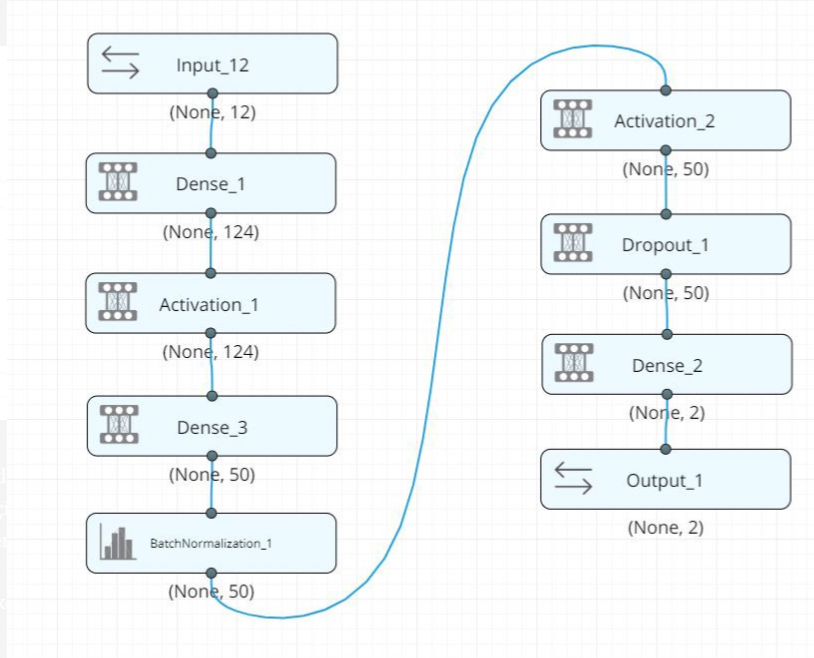 Input_12
(None, 12)
Dense_1
(None, 124)
Activation_1
(None, 124)
Dense_3
(None, 50)
BatchNormalization_1
(None, 50)
Activation_2
(None, 50)
Dropout_1
(None, 50)
Dense_2
(None, 2)
Output_1
(None, 2)